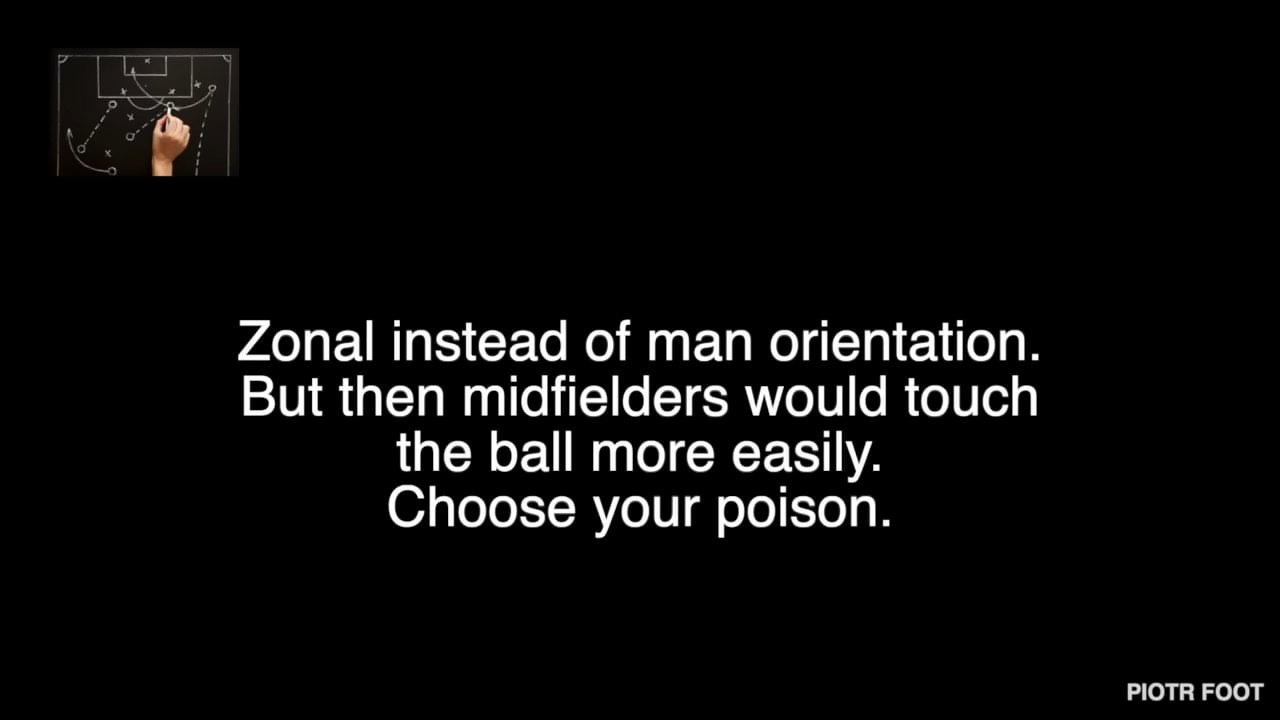 Zonal instead of man orientation.
But then midfielders would touch
the ball more easily.
Choose your poison.
PIOTR FOOT